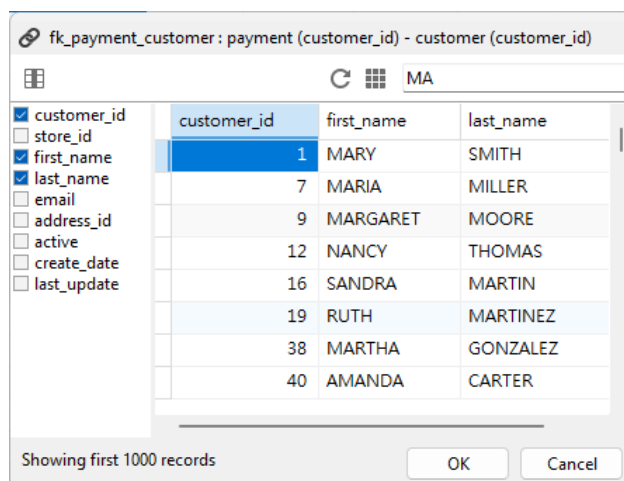 fk_payment_customer : payment (customer_id) - customer (customer_id)
MA
customer_id
store_id
first_name
last_name
email
address_id
active
create_date
last_update
customer_id first_name last_name
1 MARY SMITH
7 MARIA MILLER
9 MARGARET MOORE
12 NANCY THOMAS
16 SANDRA MARTIN
19 RUTH MARTINEZ
38 MARTHA GONZALEZ
40 AMANDA CARTER
Showing first 1000 records
OK Cancel